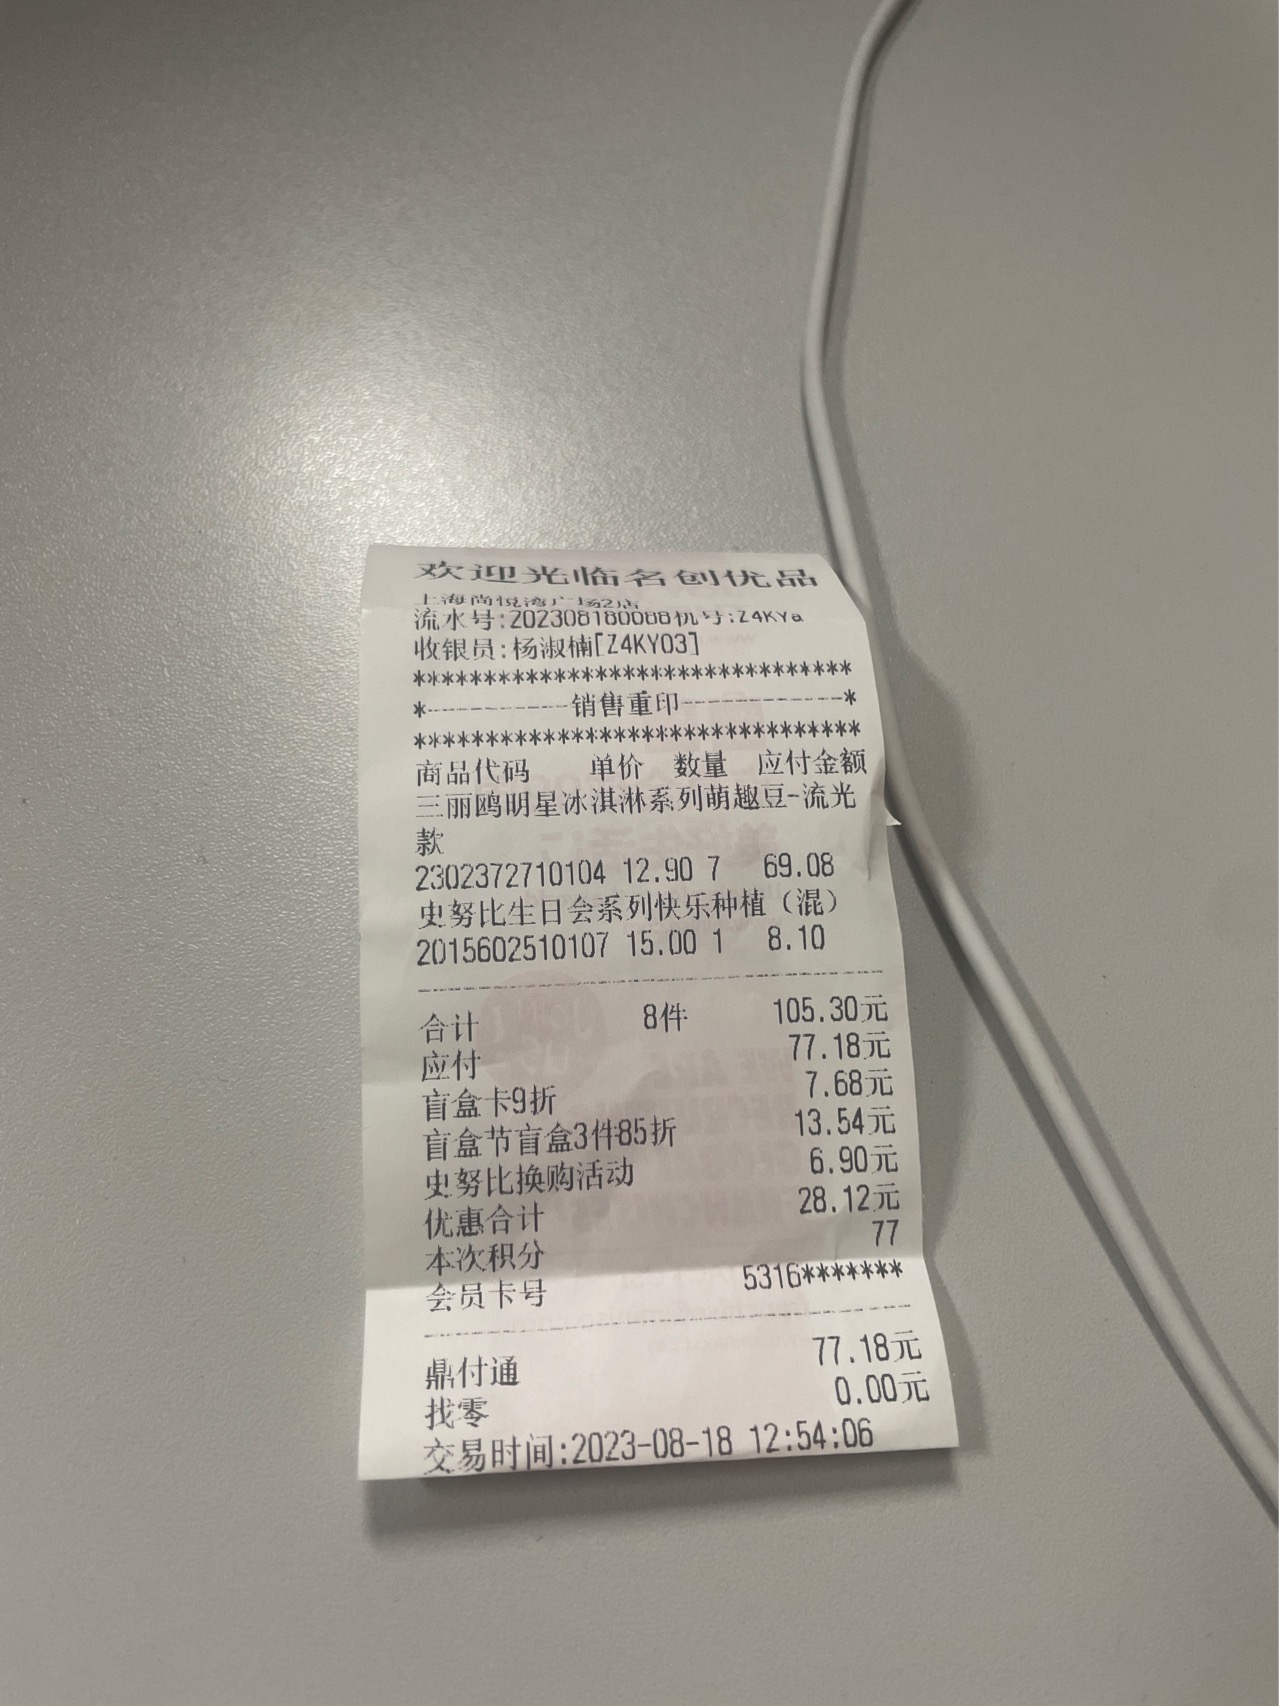 欢迎光临名创优品
上海尚悦湾广场2店
流水号:202308180088机号:Z4KYa
收银员:杨淑楠[Z4KY03]
*******************************
*----------销售重印-----------*
*******************************
商品代码 单价 数量 应付金额
三丽鸥明星冰淇淋系列萌趣豆-流光
款
2302372710104 12.90 7 69.08
史努比生日会系列快乐种植（混）
2015602510107 15.00 1 8.10
合计 8件 105.30元
应付 77.18元
盲盒卡9折 7.68元
盲盒节盲盒3件85折 13.54元
史努比换购活动 6.90元
优惠合计 28.12元
本次积分 77
会员卡号 5316*******
鼎付通 77.18元
找零 0.00元
交易时间:2023-08-18 12:54:06